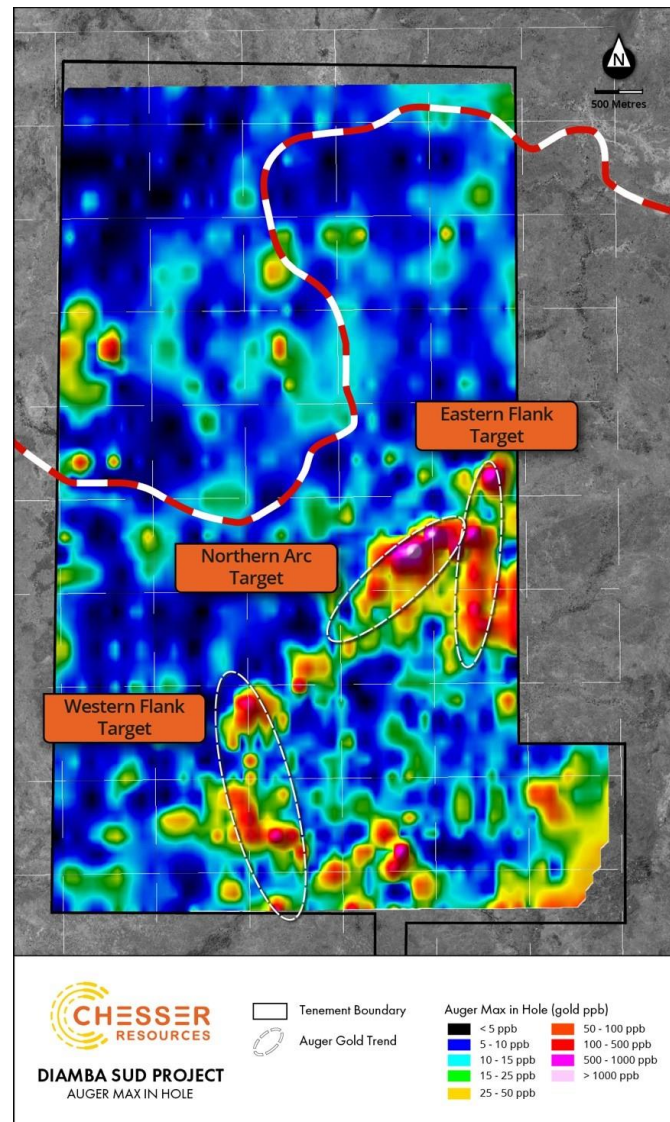 N
500 Metres
Eastern Flank
Target
Northern Arc
Target
Western Flank
Target
CHESSER
RESOURCES
DIAMBA SUD PROJECT
AUGER MAX IN HOLE
Tenement Boundary
Auger Gold Trend
Auger Max in Hole (gold ppb)
< 5 ppb
5 - 10 ppb
10 - 15 ppb
15 - 25 ppb
25 - 50 ppb
50 - 100 ppb
100 - 500 ppb
500 - 1000 ppb
> 1000 ppb